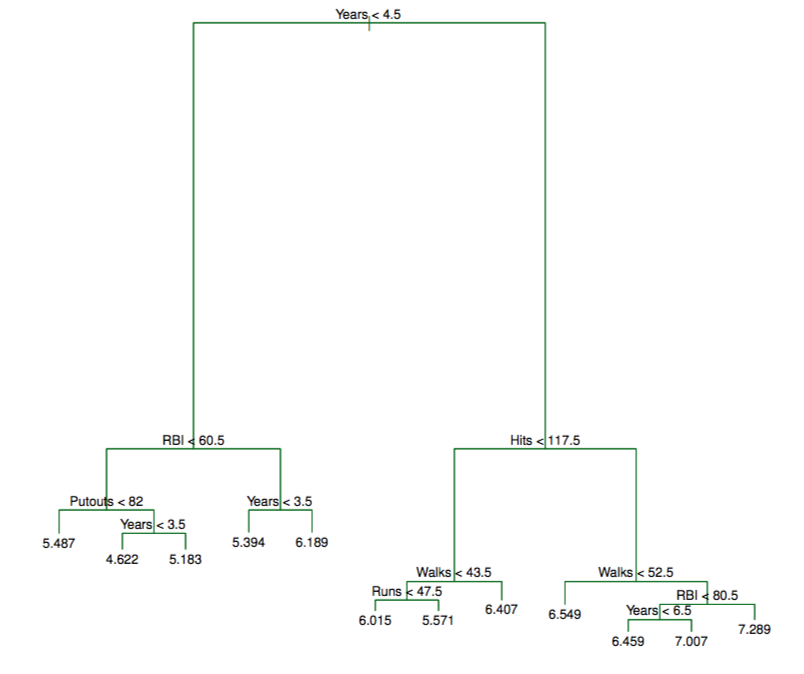 Years < 4.5
RBI < 60.5
Hits < 117.5
Putouts < 82
Years < 3.5
Years < 3.5
5.487
4.622
5.183
5.394
6.189
Walks < 43.5
Walks < 52.5
Runs < 47.5
RBI < 80.5
Years < 6.5
6.015
5.571
6.407
6.549
6.459
7.007
7.289